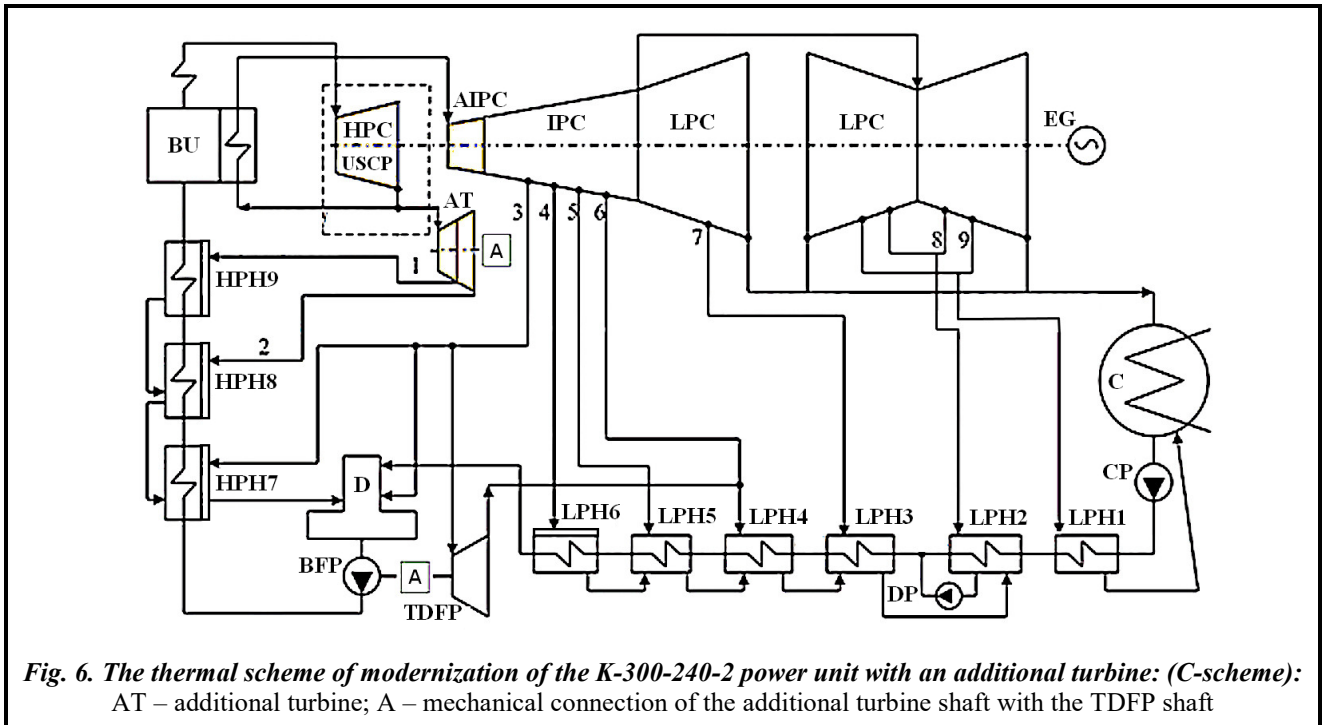 AIPC
IPC
LPC
LPC
EG
BU
HPC
USCP
AT
A
3
4
5
6
7
8
9
1
HPH9
2
HPH8
HPH7
C
CP
D
LPH6
LPH5
LPH4
LPH3
LPH2
LPH1
BFP
A
TDFP
DP
Fig. 6. The thermal scheme of modernization of the K-300-240-2 power unit with an additional turbine: (C-scheme):
AT – additional turbine; A – mechanical connection of the additional turbine shaft with the TDFP shaft